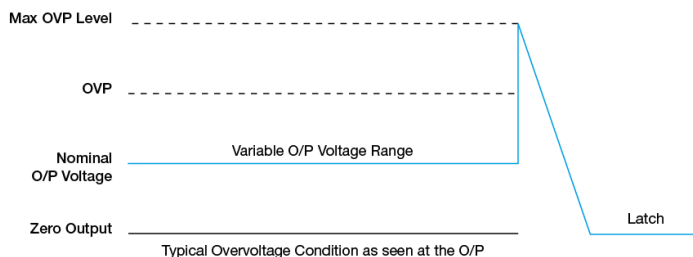 Max OVP Level
OVP
Variable O/P Voltage Range
Nominal
O/P Voltage
Latch
Zero Output
Typical Overvoltage Condition as seen at the O/P